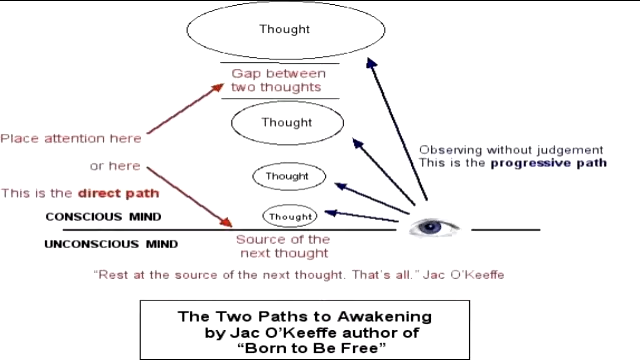 Thought
Gap between
two thoughts
Thought
Place attention here
or here
This is the direct path
Observing without judgement
This is the progressive path
Thought
Thought
CONSCIOUS MIND
UNCONSCIOUS MIND
Source of the
next thought
“Rest at the source of the next thought. That’s all.” Jac O’Keeffe
The Two Paths to Awakening
by Jac O’Keeffe author of
“Born to Be Free”